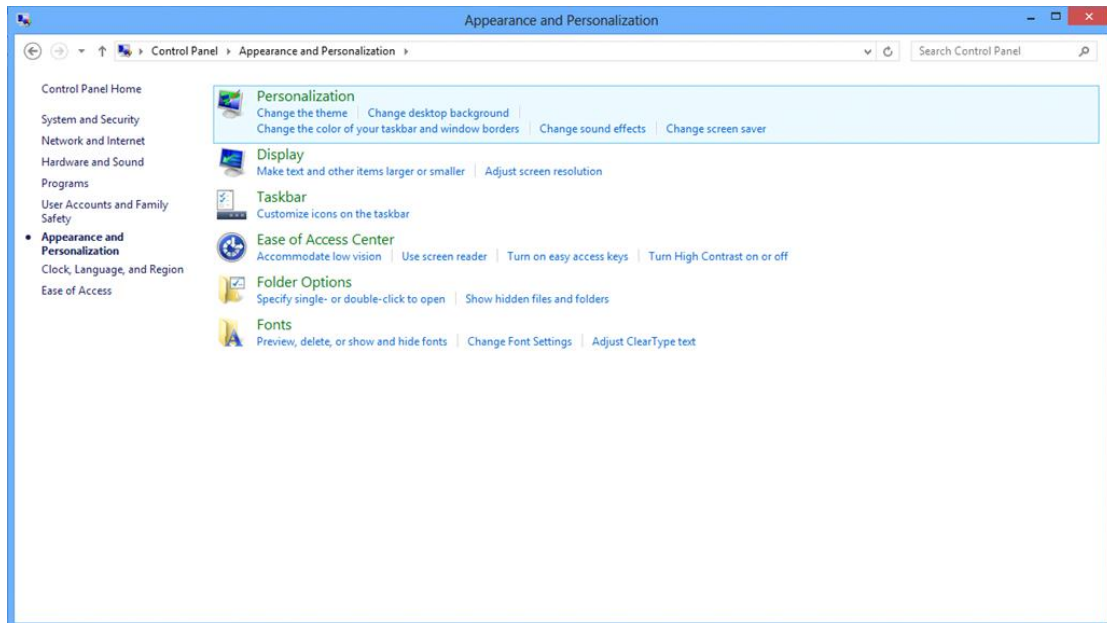 Appearance and Personalization
Control Panel Appearance and Personalization
Search Control Panel
Control Panel Home
System and Security
Network and Internet
Hardware and Sound
Programs
User Accounts and Family
Safety
Appearance and
Personalization
Clock, Language, and Region
Ease of Access
Personalization
Change the theme Change desktop background
Change the color of your taskbar and window borders Change sound effects Change screen saver
Display
Make text and other items larger or smaller Adjust screen resolution
Taskbar
Customize icons on the taskbar
Ease of Access Center
Accommodate low vision Use screen reader Turn on easy access keys Turn High Contrast on or off
Folder Options
Specify single- or double-click to open Show hidden files and folders
Fonts
Preview, delete, or show and hide fonts Change Font Settings Adjust ClearType text